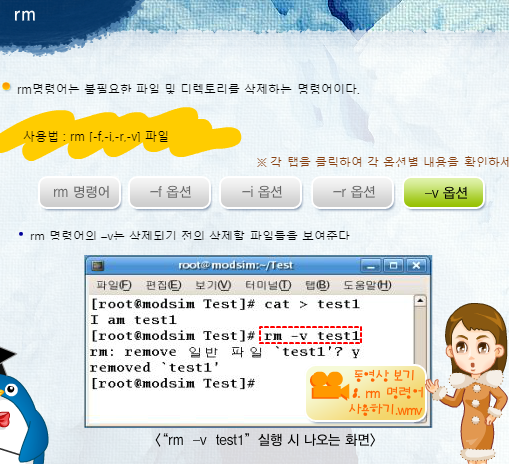 rm
rm명령어는 불필요한 파일 및 디렉토리를 삭제하는 명령어이다.
사용법 : rm [-f,-i,-r,-v] 파일
※ 각 탭을 클릭하여 각 옵션별 내용을 확인하세
rm 명령어
-f 옵션
-i 옵션
-r 옵션
-v 옵션
• rm 명령어의 -v는 삭제되기 전의 삭제할 파일들을 보여준다
root@modsim:~/Test
파일(F) 편집(E) 보기(V) 터미널(T) 탭(B) 도움말(H)
[root@modsim Test]# cat > test1
I am test1
[root@modsim Test]# rm -v test1
rm: remove 일반 파일 `test1'? y
removed `test1'
[root@modsim Test]#
동영상 보기
8. rm 명령어
사용하기.wmv
<“rm -v test1” 실행 시 나오는 화면>